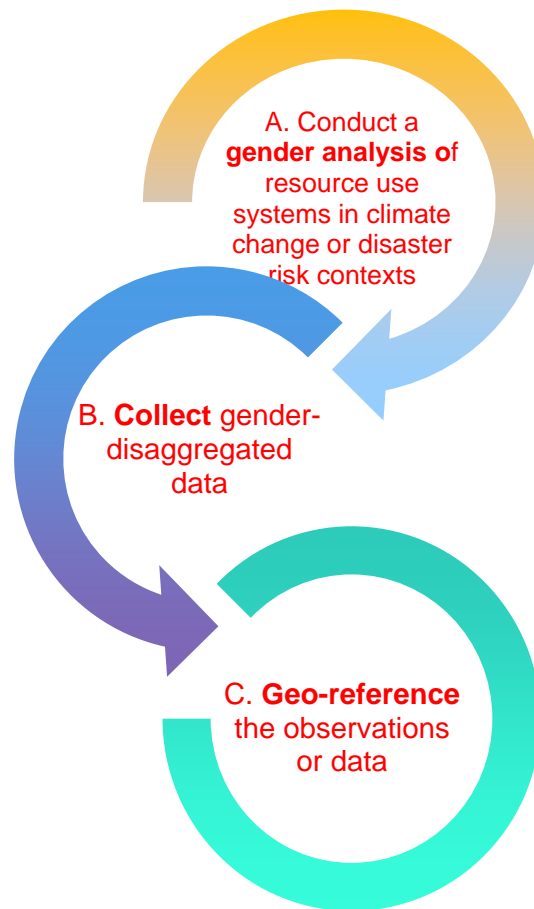 A. Conduct a
gender analysis of
resource use
systems in climate
change or disaster
risk contexts
B. Collect gender-
disaggregated
data
C. Geo-reference
the observations
or data